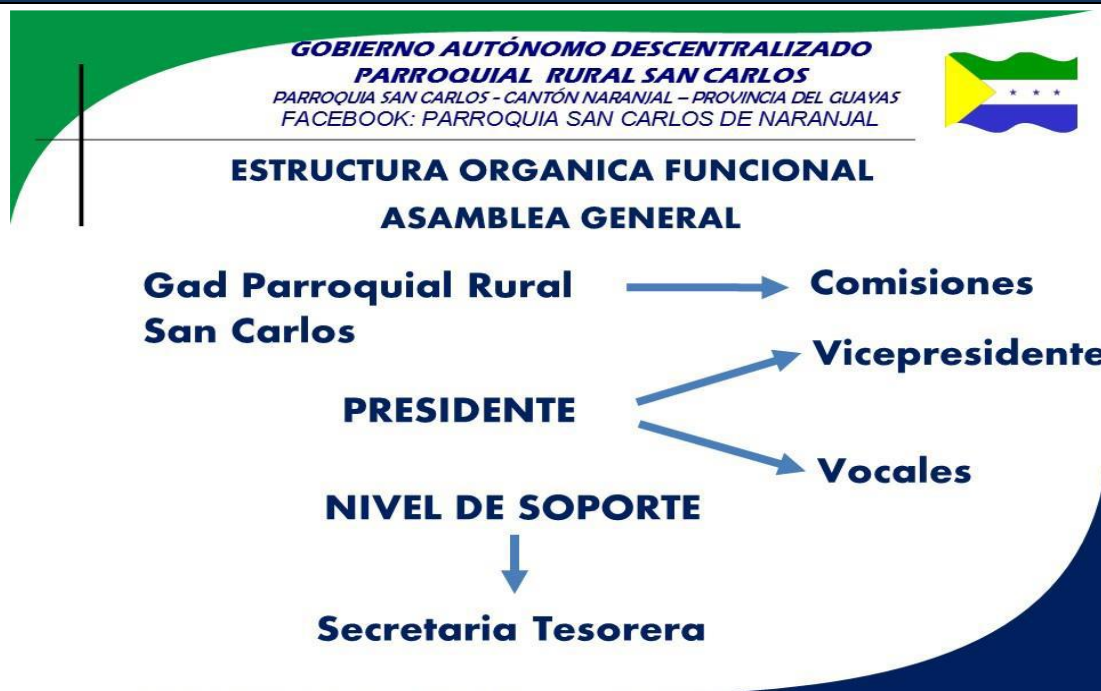 GOBIERNO AUTÓNOMO DESCENTRALIZADO
PARROQUIAL RURAL SAN CARLOS
PARROQUIA SAN CARLOS - CANTÓN NARANJAL – PROVINCIA DEL GUAYAS
FACEBOOK: PARROQUIA SAN CARLOS DE NARANJAL
ESTRUCTURA ORGANICA FUNCIONAL
ASAMBLEA GENERAL
Gad Parroquial Rural
San Carlos
Comisiones
Vicepresidente
PRESIDENTE
Vocales
NIVEL DE SOPORTE
Secretaria Tesorera